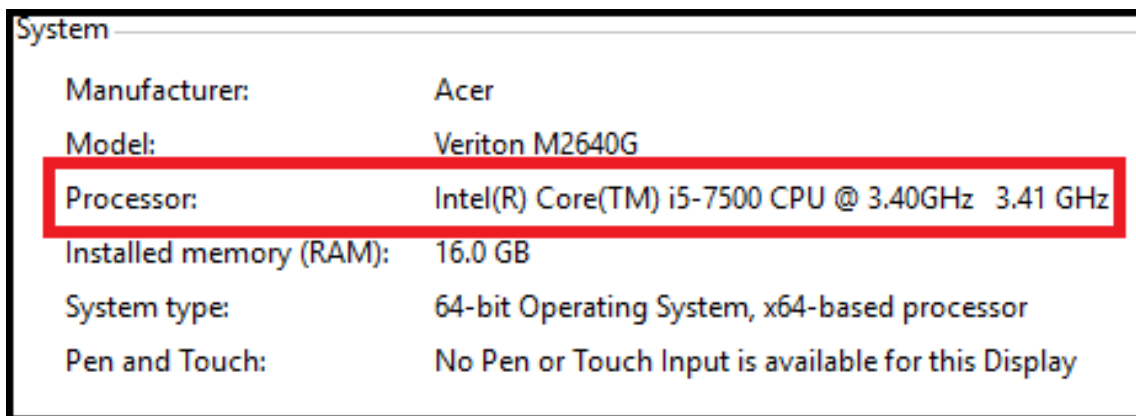 System
Manufacturer: Acer
Model: Veriton M2640G
Processor: Intel(R) Core(TM) i5-7500 CPU @ 3.40GHz 3.41 GHz
Installed memory (RAM): 16.0 GB
System type: 64-bit Operating System, x64-based processor
Pen and Touch: No Pen or Touch Input is available for this Display